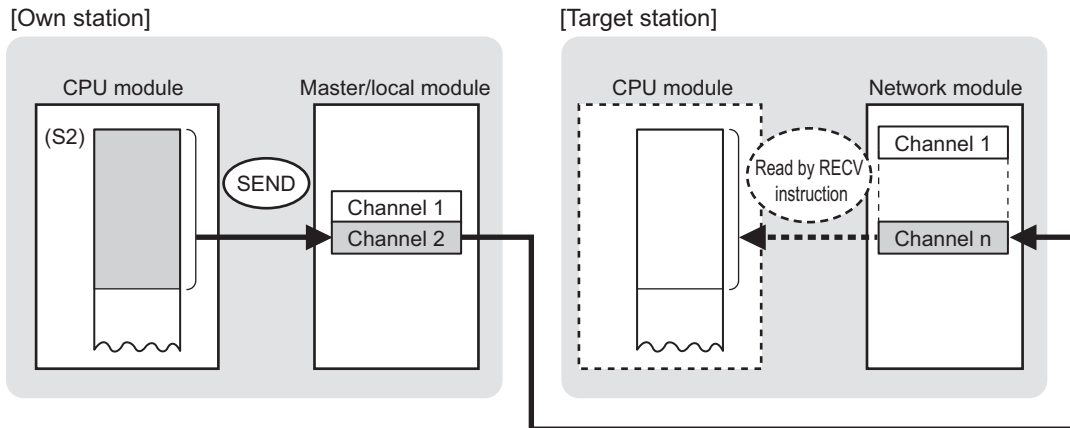 [Own station]
CPU module
Master/local module
(S2)
SEND
Channel 1
Channel 2
[Target station]
CPU module
Network module
Channel 1
Read by RECV
instruction
Channel n